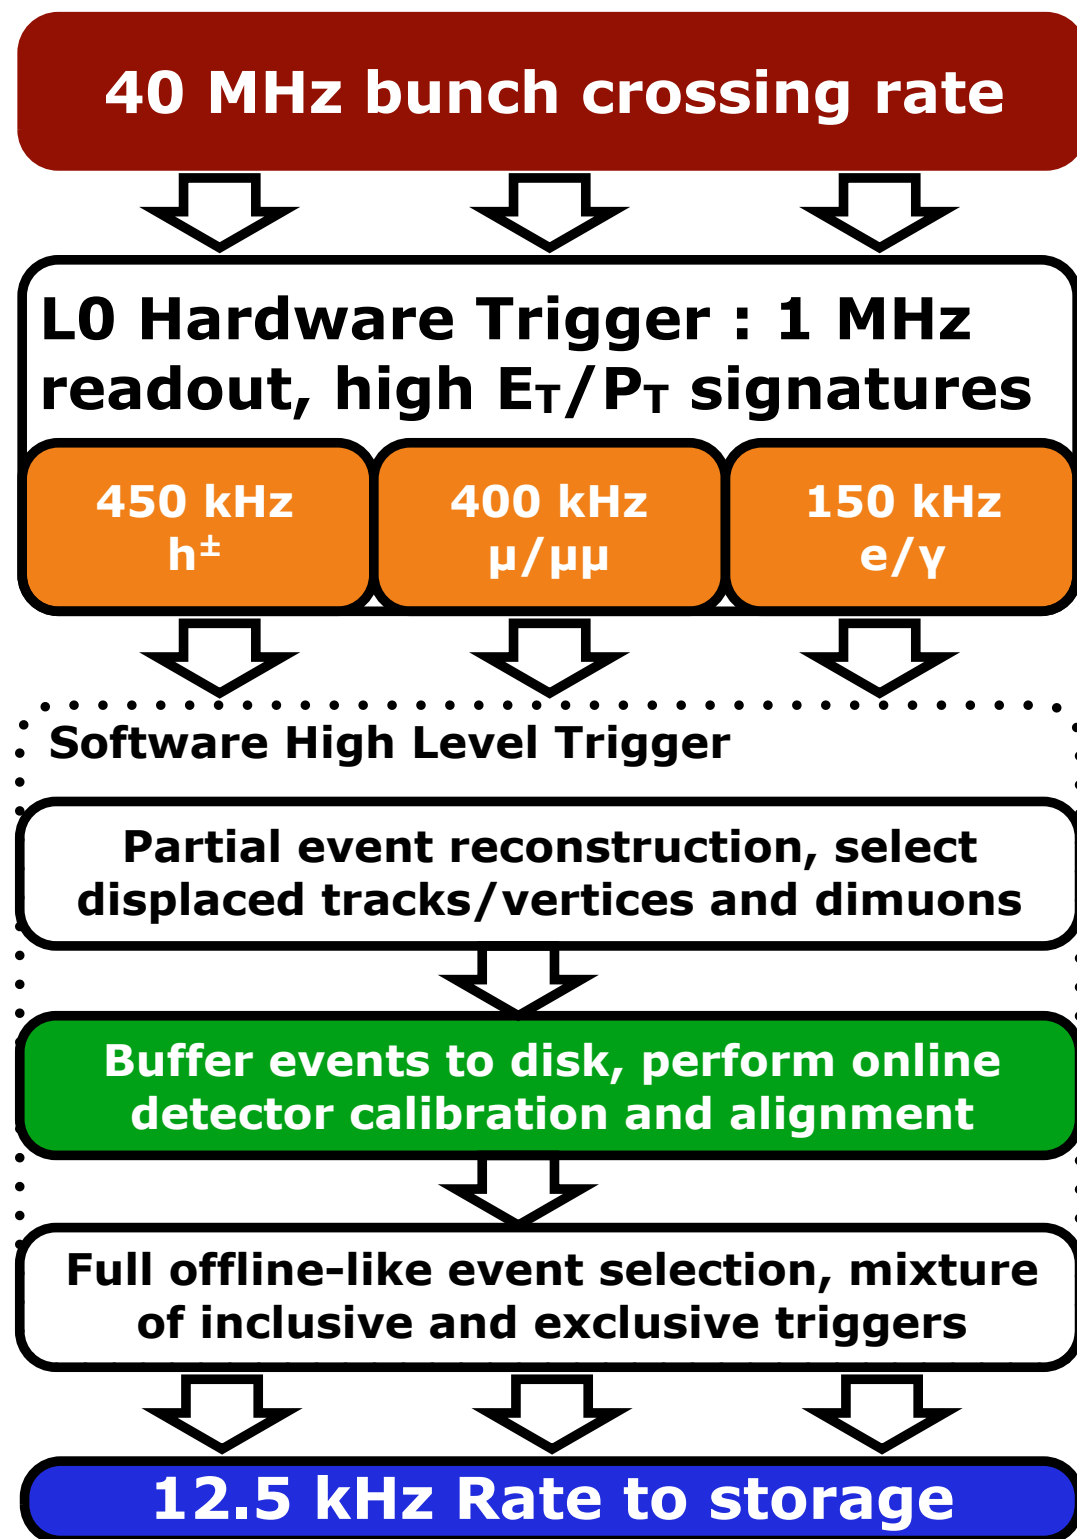 40 MHz bunch crossing rate
L0 Hardware Trigger : 1 MHz
readout, high E_T/P_T signatures
450 kHz
h±
400 kHz
μ/μμ
150 kHz
e/γ
Software High Level Trigger
Partial event reconstruction, select
displaced tracks/vertices and dimuons
Buffer events to disk, perform online
detector calibration and alignment
Full offline-like event selection, mixture
of inclusive and exclusive triggers
12.5 kHz Rate to storage